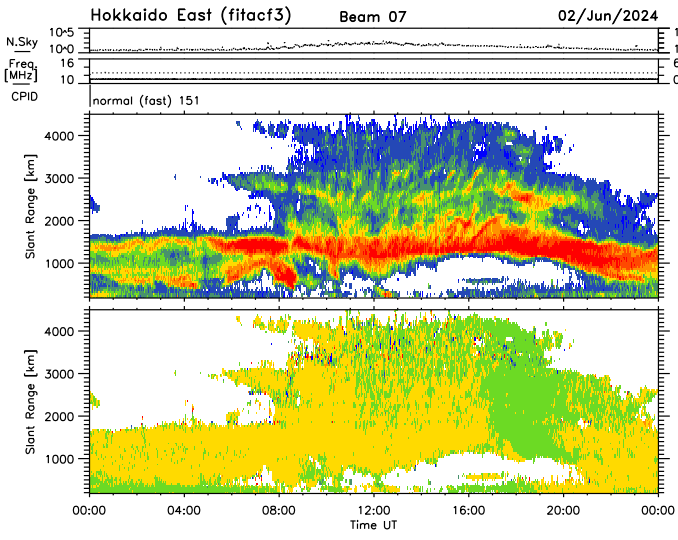 Hokkaido East (fitacf3) Beam 07 02/Jun/2024
10^5
N.Sky
10^0
Freq. 16 6
[MHz] 10 0
CPID normal (fast) 151
4000
3000
2000
1000
Slant Range [km]
4000
3000
2000
1000
Slant Range [km]
00:00 04:00 08:00 12:00 16:00 20:00 00:00
Time UT